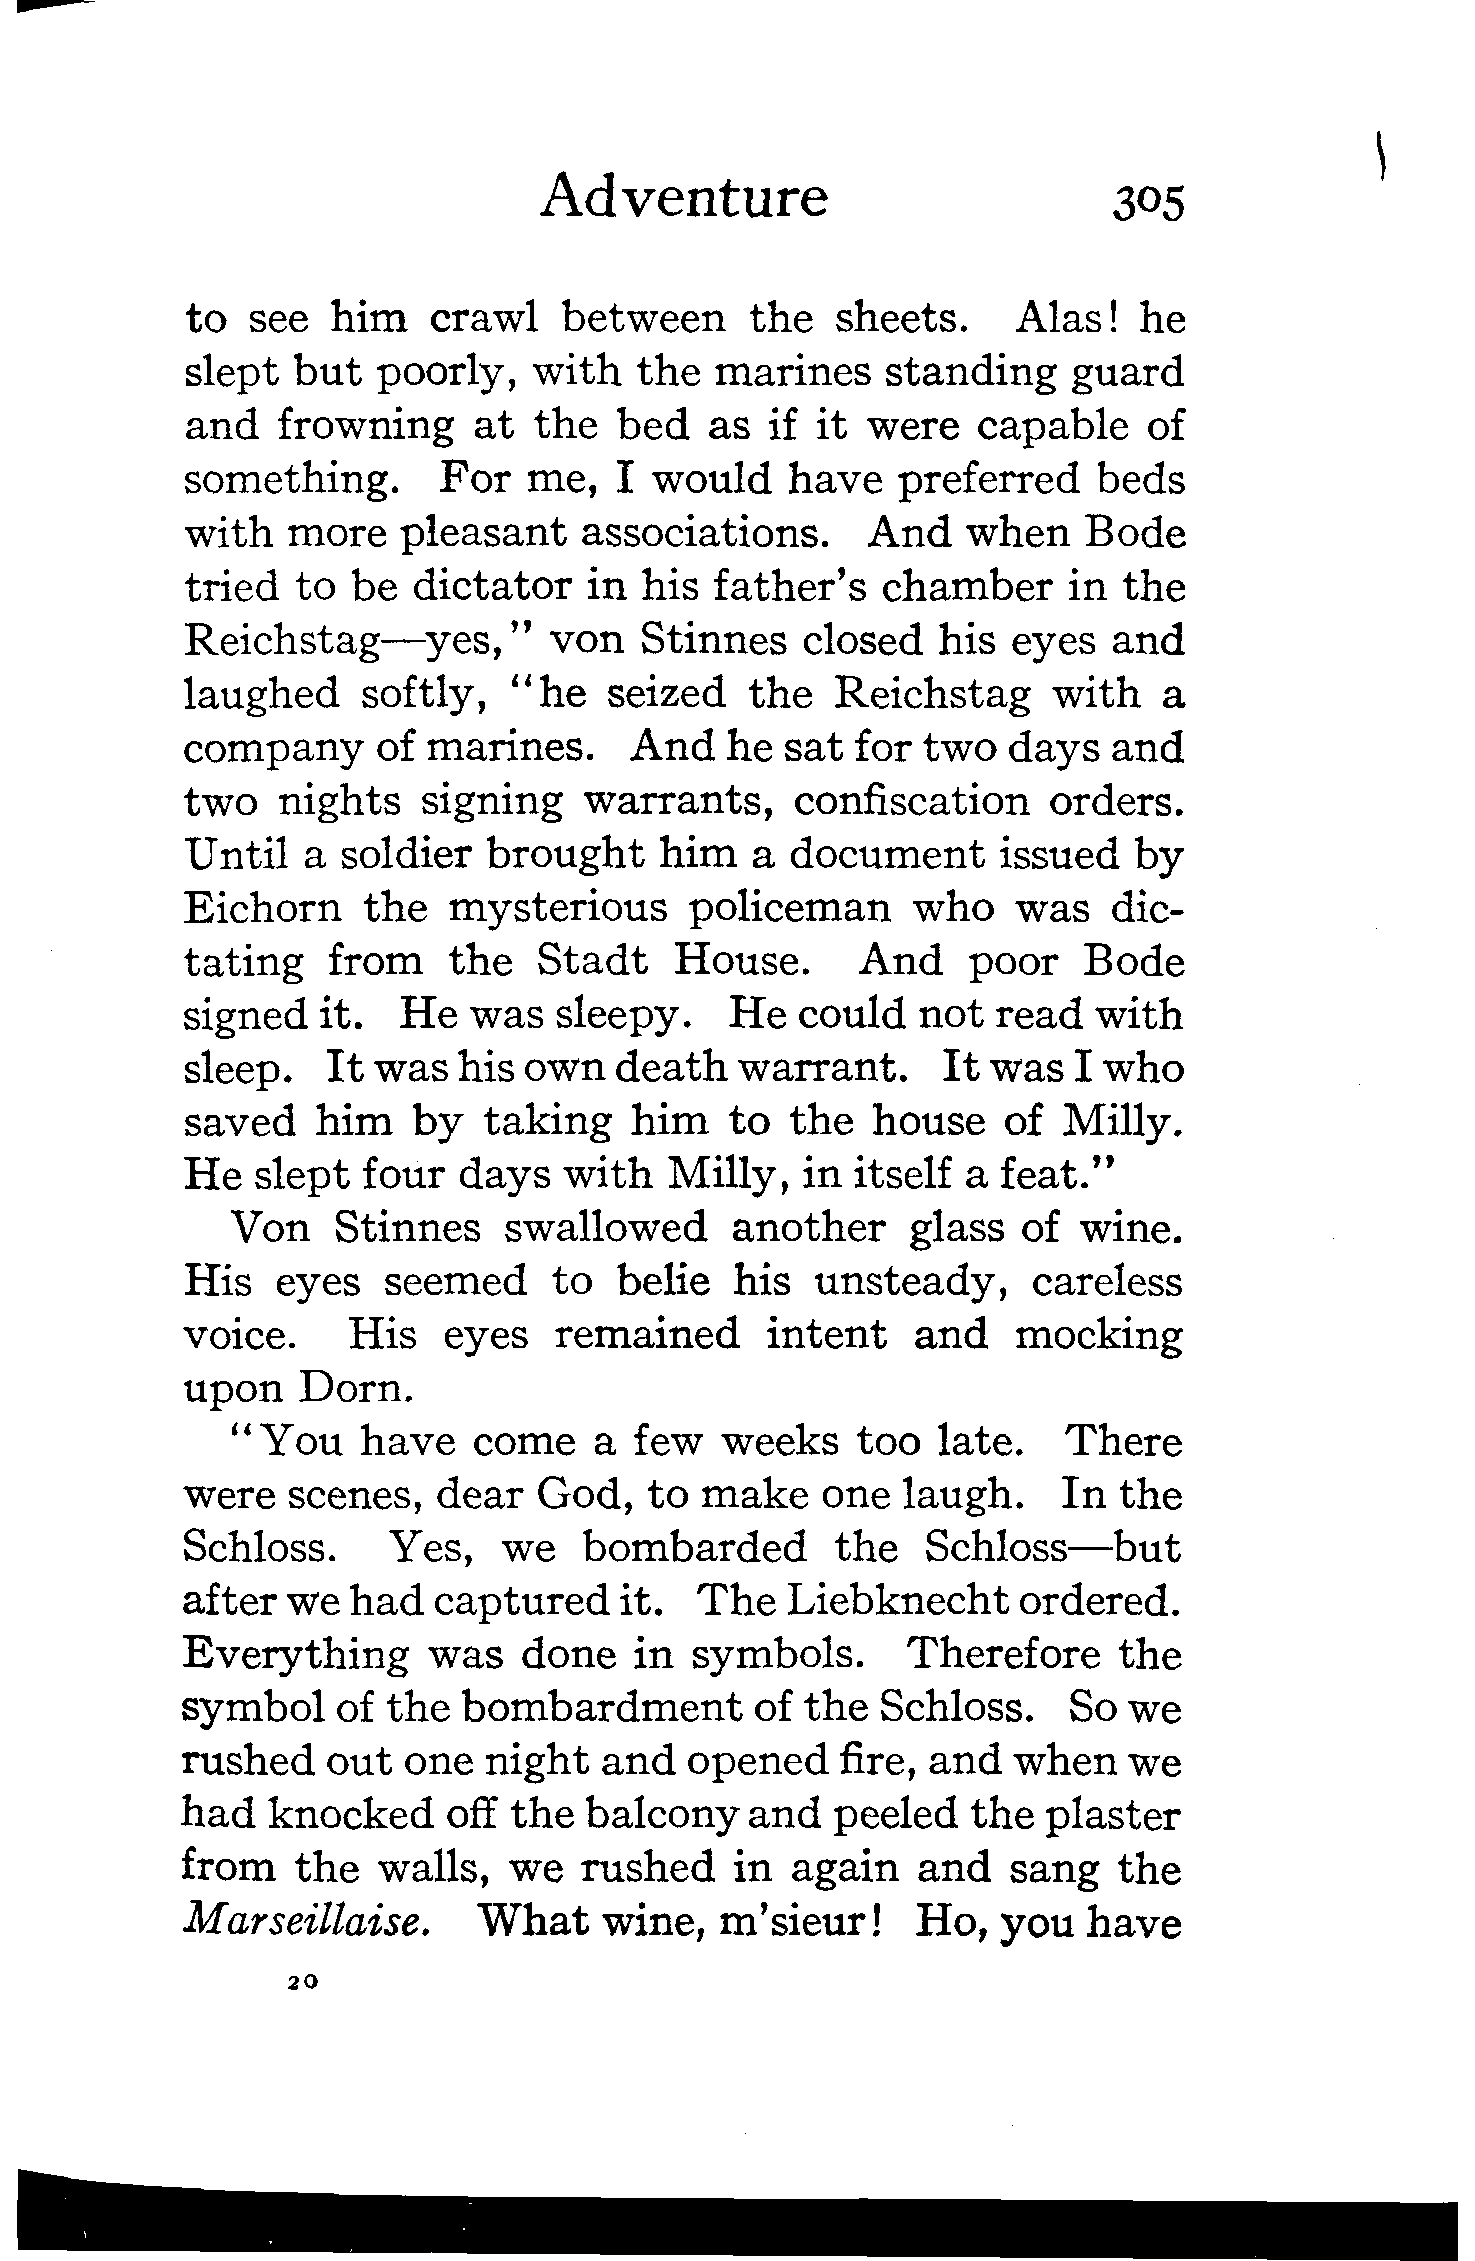 Adventure 305
to see him crawl between the sheets. Alas! he
slept but poorly, with the marines standing guard
and frowning at the bed as if it were capable of
something. For me, I would have preferred beds
with more pleasant associations. And when Bode
tried to be dictator in his father's chamber in the
Reichstag—yes," von Stinnes closed his eyes and
laughed softly, "he seized the Reichstag with a
company of marines. And he sat for two days and
two nights signing warrants, confiscation orders.
Until a soldier brought him a document issued by
Eichorn the mysterious policeman who was dic-
tating from the Stadt House. And poor Bode
signed it. He was sleepy. He could not read with
sleep. It was his own death warrant. It was I who
saved him by taking him to the house of Milly.
He slept four days with Milly, in itself a feat."
Von Stinnes swallowed another glass of wine.
His eyes seemed to belie his unsteady, careless
voice. His eyes remained intent and mocking
upon Dorn.
"You have come a few weeks too late. There
were scenes, dear God, to make one laugh. In the
Schloss. Yes, we bombarded the Schloss—but
after we had captured it. The Liebknecht ordered.
Everything was done in symbols. Therefore the
symbol of the bombardment of the Schloss. So we
rushed out one night and opened fire, and when we
had knocked off the balcony and peeled the plaster
from the walls, we rushed in again and sang the
Marseillaise. What wine, m'sieur! Ho, you have
20